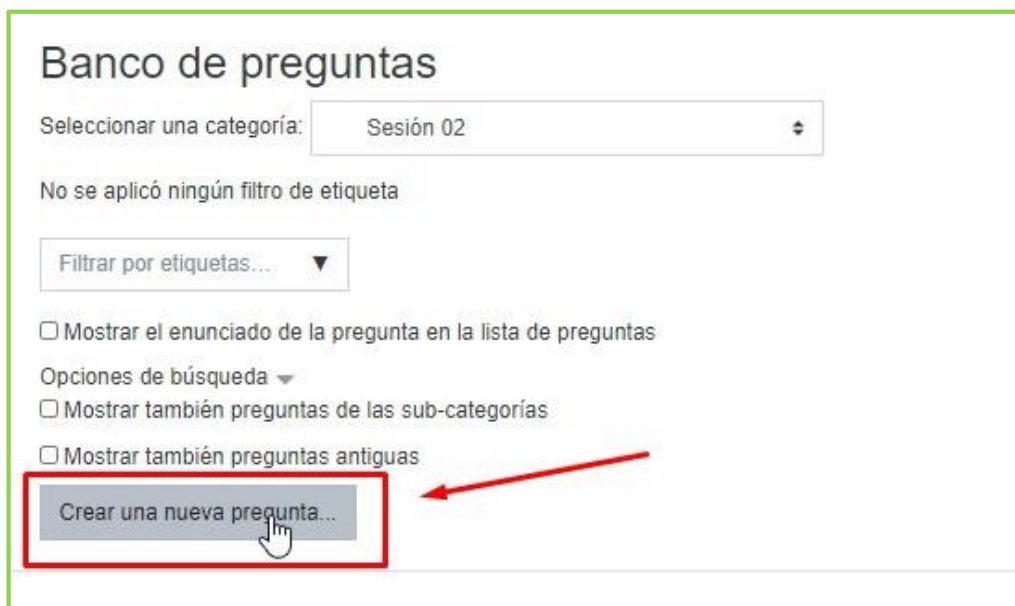 Banco de preguntas
Seleccionar una categoría: Sesión 02
No se aplicó ningún filtro de etiqueta
Filtrar por etiquetas... ▼
Mostrar el enunciado de la pregunta en la lista de preguntas
Opciones de búsqueda
Mostrar también preguntas de las sub-categorías
Mostrar también preguntas antiguas
Crear una nueva pregunta...